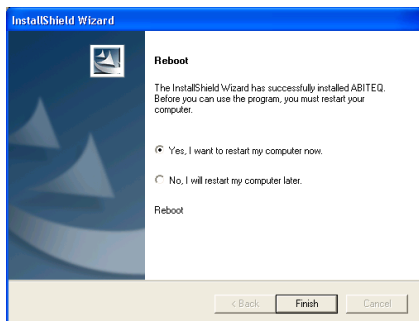 InstallShield Wizard
Reboot
The InstallShield Wizard has successfully installed ABITEQ.
Before you can use the program, you must restart your
computer.
Yes, I want to restart my computer now.
No, I will restart my computer later.
Reboot
< Back Finish Cancel